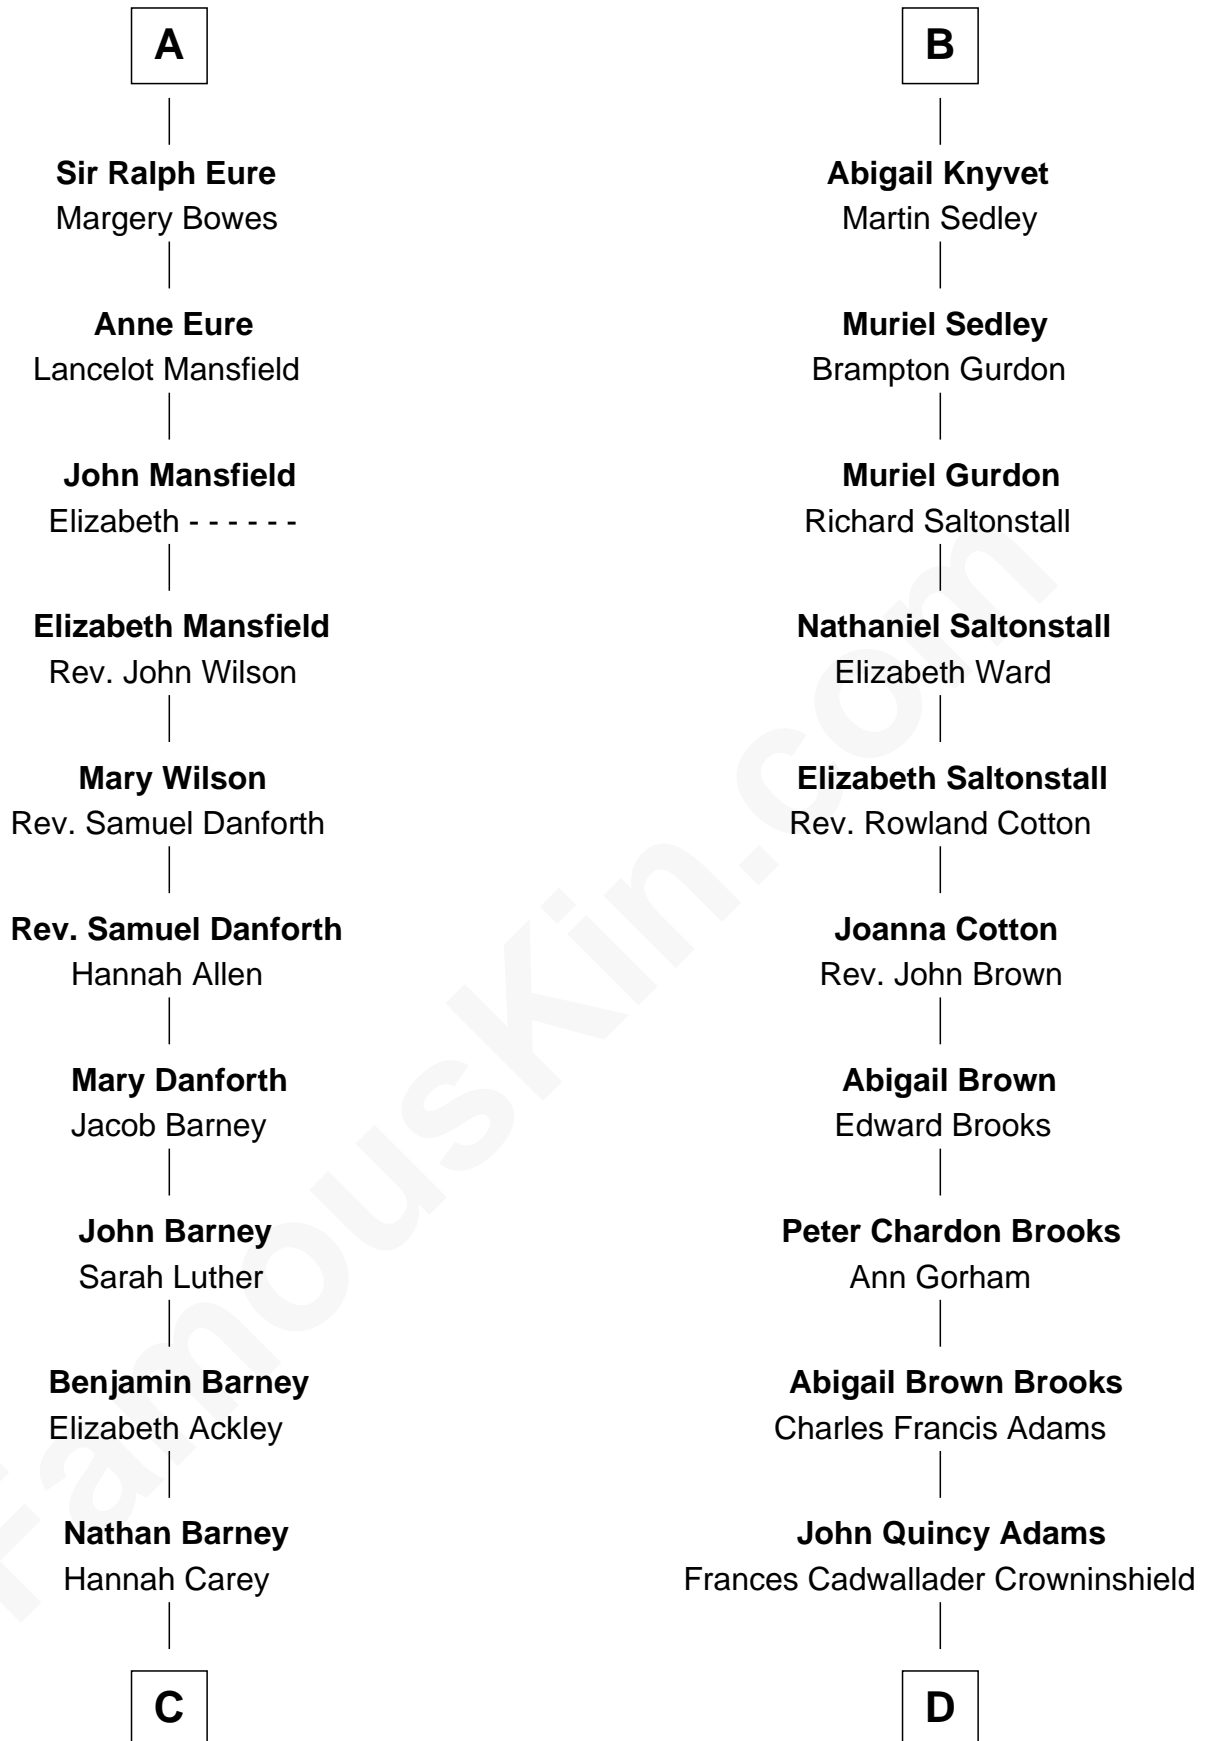 A
Sir Ralph Eure
Margery Bowes
Anne Eure
Lancelot Mansfield
John Mansfield
Elizabeth - - - - - -
Elizabeth Mansfield
Rev. John Wilson
Mary Wilson
Rev. Samuel Danforth
Rev. Samuel Danforth
Hannah Allen
Mary Danforth
Jacob Barney
John Barney
Sarah Luther
Benjamin Barney
Elizabeth Ackley
Nathan Barney
Hannah Carey
C
B
Abigail Knyvet
Martin Sedley
Muriel Sedley
Brampton Gurdon
Muriel Gurdon
Richard Saltonstall
Nathaniel Saltonstall
Elizabeth Ward
Elizabeth Saltonstall
Rev. Rowland Cotton
Joanna Cotton
Rev. John Brown
Abigail Brown
Edward Brooks
Peter Chardon Brooks
Ann Gorham
Abigail Brown Brooks
Charles Francis Adams
John Quincy Adams
Frances Cadwallader Crowninshield
D
FamousKin.com